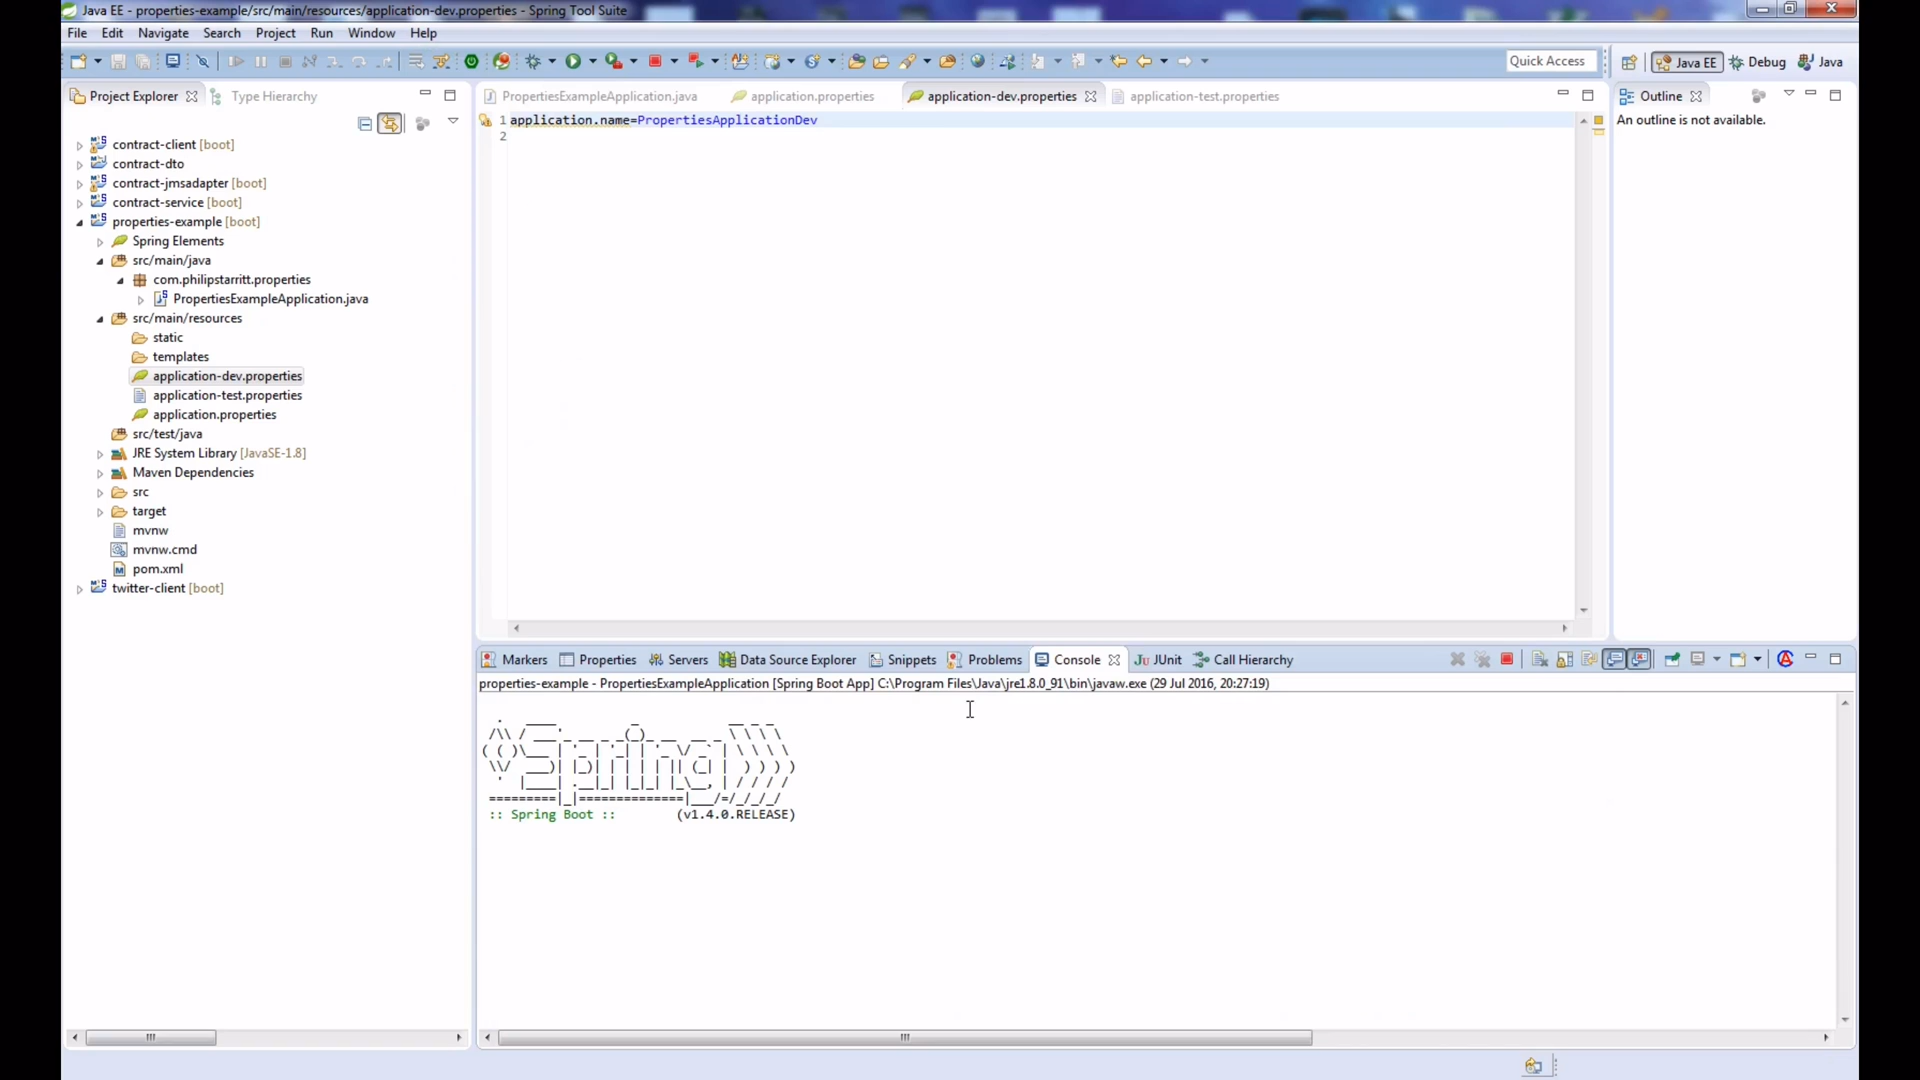 Java EE - properties-example/src/main/resources/application-dev.properties - Spring Tool Suite
File Edit Navigate Search Project Run Window Help
Quick Access
Java EE
Debug
Java
Project Explorer
Type Hierarchy
contract-client [boot]
contract-dto
contract-jmsadapter [boot]
contract-service [boot]
properties-example [boot]
Spring Elements
src/main/java
com.philipstarritt.properties
PropertiesExampleApplication.java
src/main/resources
static
templates
application-dev.properties
application-test.properties
application.properties
src/test/java
JRE System Library [JavaSE-1.8]
Maven Dependencies
src
target
mvnw
mvnw.cmd
pom.xml
twitter-client [boot]
PropertiesExampleApplication.java
application.properties
application-dev.properties
application-test.properties
1 application.name=PropertiesApplicationDev
2
Outline
An outline is not available.
Markers
Properties
Servers
Data Source Explorer
Snippets
Problems
Console
JUnit
Call Hierarchy
properties-example - PropertiesExampleApplication [Spring Boot App] C:\Program Files\Java\jre1.8.0_91\bin\javaw.exe (29 Jul 2016, 20:27:19)
Spring
:: Spring Boot :: (v1.4.0.RELEASE)